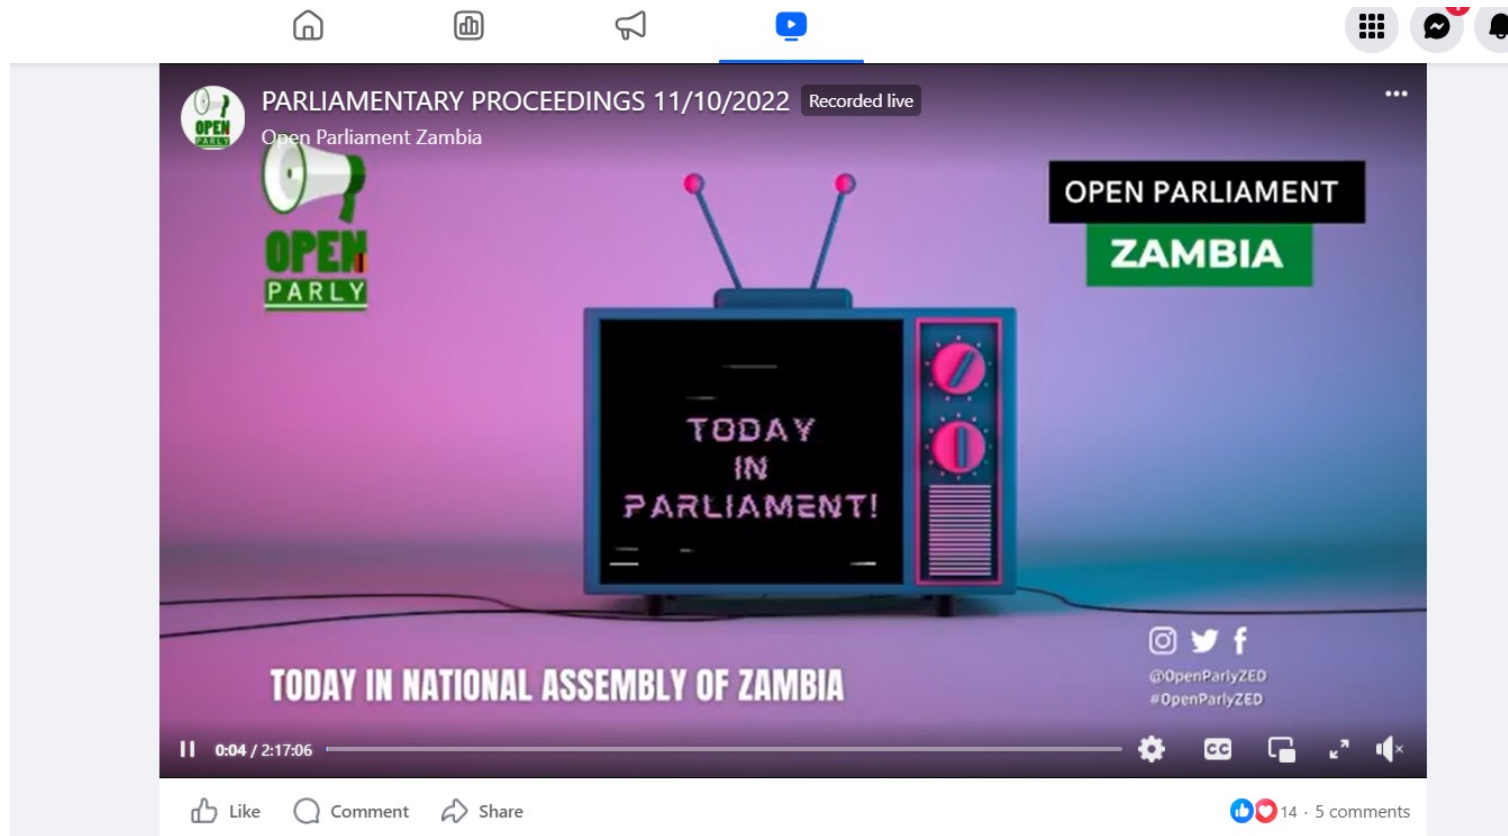 PARLIAMENTARY PROCEEDINGS 11/10/2022 Recorded live
Open Parliament Zambia
OPEN
PARLY
OPEN
PARLY
OPEN PARLIAMENT
ZAMBIA
TODAY
IN
PARLIAMENT!
TODAY IN NATIONAL ASSEMBLY OF ZAMBIA
@OpenParlyZED
#OpenParlyZED
0:04 / 2:17:06
CC
Like Comment Share
14 · 5 comments